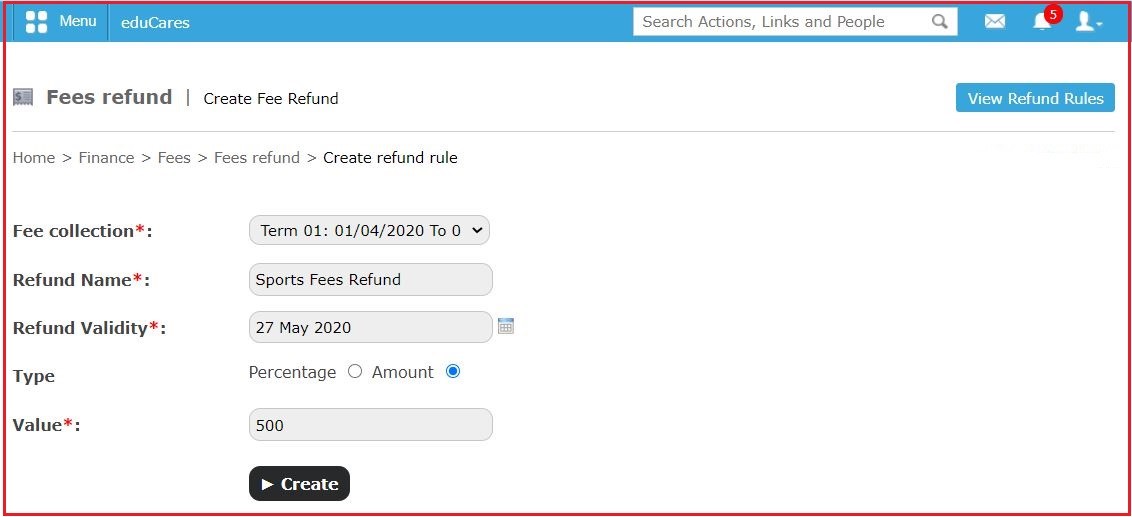 Menu eduCares Search Actions, Links and People 5
Fees refund | Create Fee Refund View Refund Rules
Home > Finance > Fees > Fees refund > Create refund rule
Fee collection*: Term 01: 01/04/2020 To 0
Refund Name*: Sports Fees Refund
Refund Validity*: 27 May 2020
Type Percentage Amount
Value*: 500
► Create